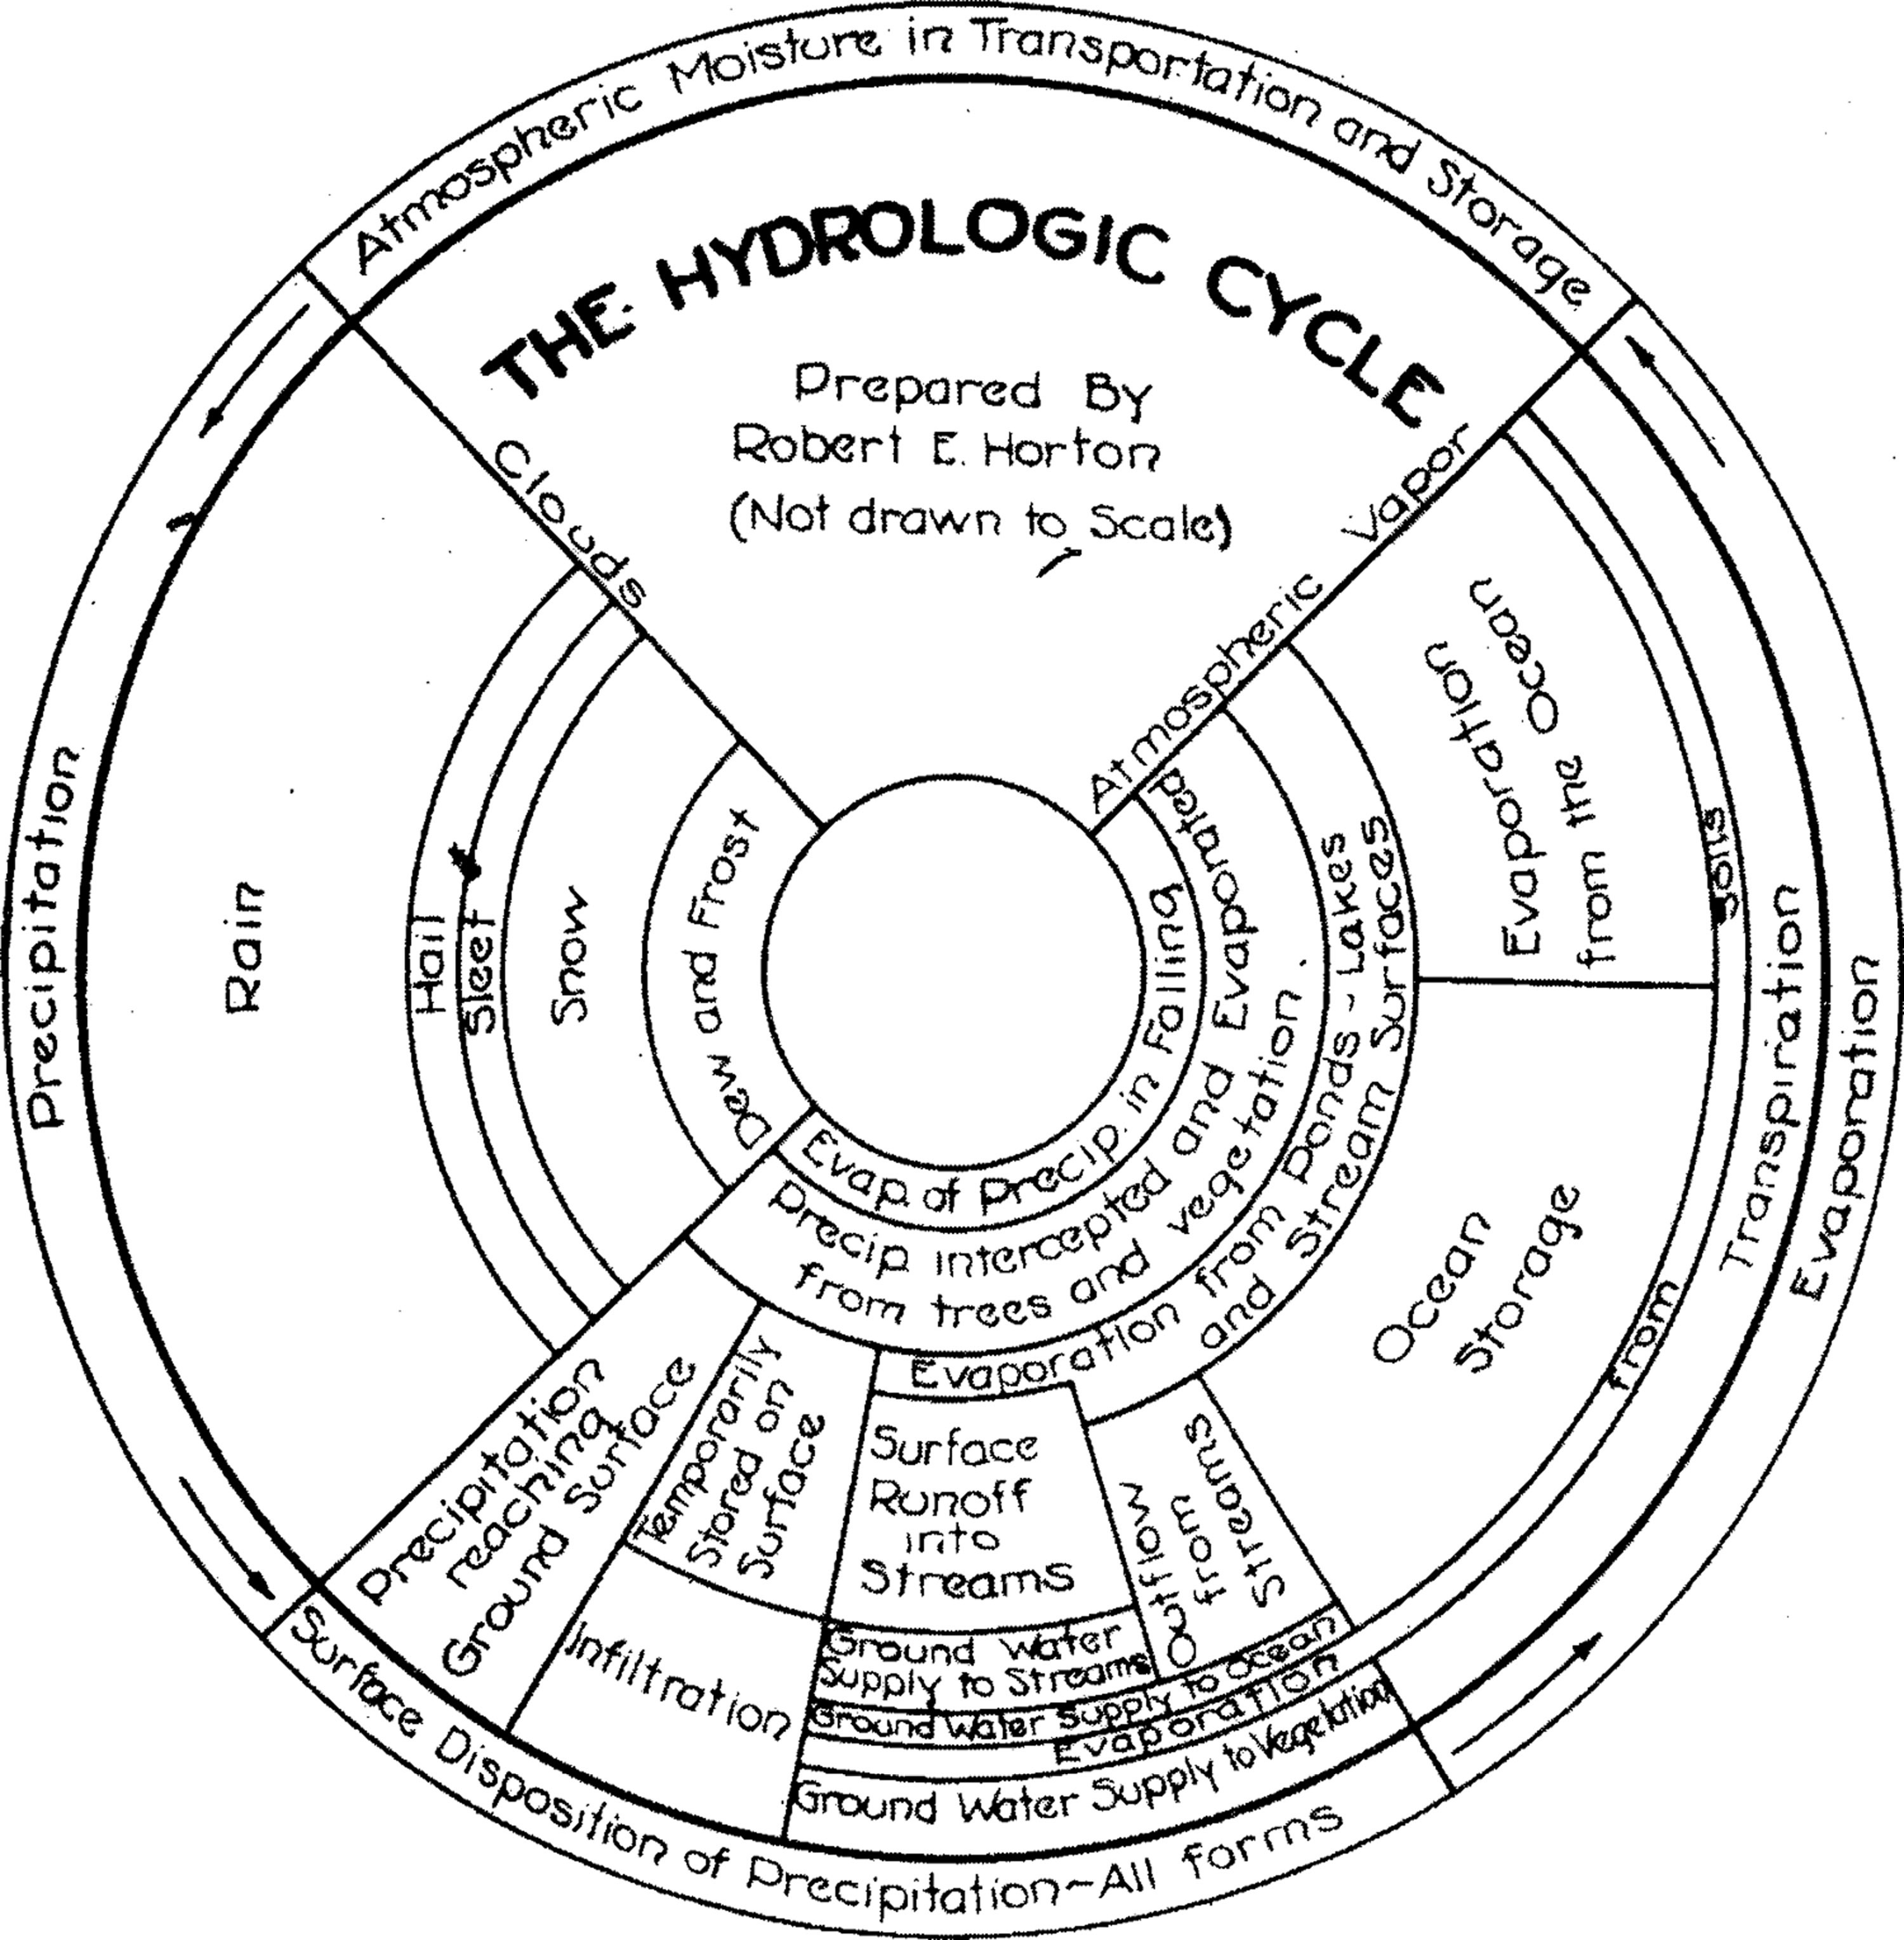 Atmospheric Moisture in Transportation and Storage
THE HYDROLOGIC CYCLE
Prepared By
Robert E. Horton
(Not drawn to Scale)
Clouds
Atmospheric Vapor
Precipitation
Rain
Hail
Sleet
Snow
Dew and Frost
Evap. of Precip. in Falling
Precip intercepted and Evaporated
from trees and vegetation
Evaporation from Ponds - Lakes
and Stream Surfaces
Evaporation
from the Ocean
Ocean
Storage
from
soils
Transpiration
Evaporation
Precipitation
reaching
Ground Surface
Temporarily
Stored on
Surface
Infiltration
Surface
Runoff
into
Streams
Outflow
from
Streams
Ground Water
Supply to Streams
Ground Water Supply to Ocean
Evaporation
Ground Water Supply to Vegetation
Surface Disposition of Precipitation-All forms